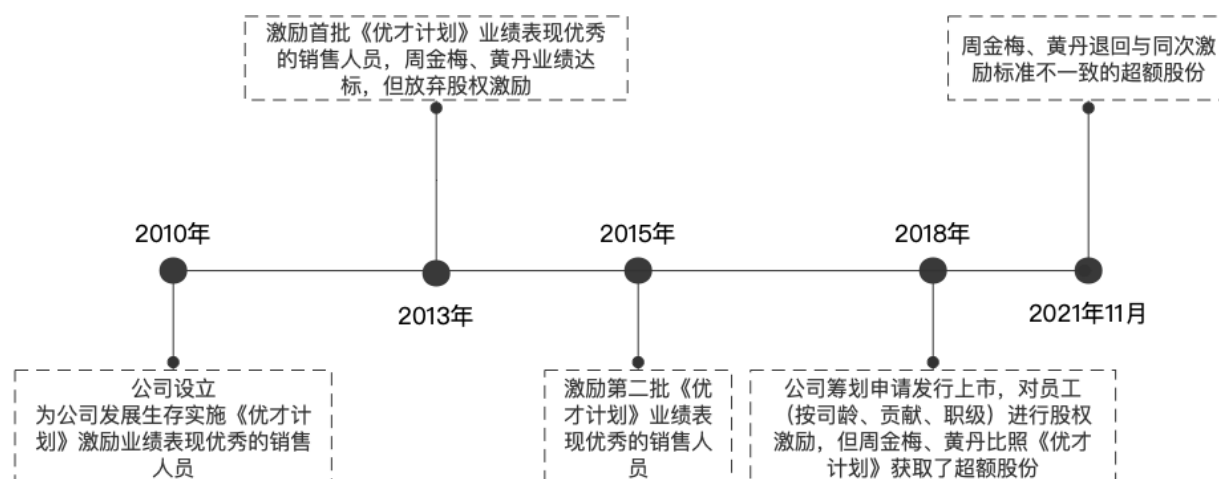 激励首批《优才计划》业绩表现优秀
的销售人员，周金梅、黄丹业绩达
标，但放弃股权激励
周金梅、黄丹退回与同次激
励标准不一致的超额股份
2010年
2013年
2015年
2018年
2021年11月
公司设立
为公司发展生存实施《优才计
划》激励业绩表现优秀的销售
人员
激励第二批《优
才计划》业绩表
现优秀的销售人
员
公司筹划申请发行上市，对员工
（按司龄、贡献、职级）进行股权
激励，但周金梅、黄丹比照《优才
计划》获取了超额股份